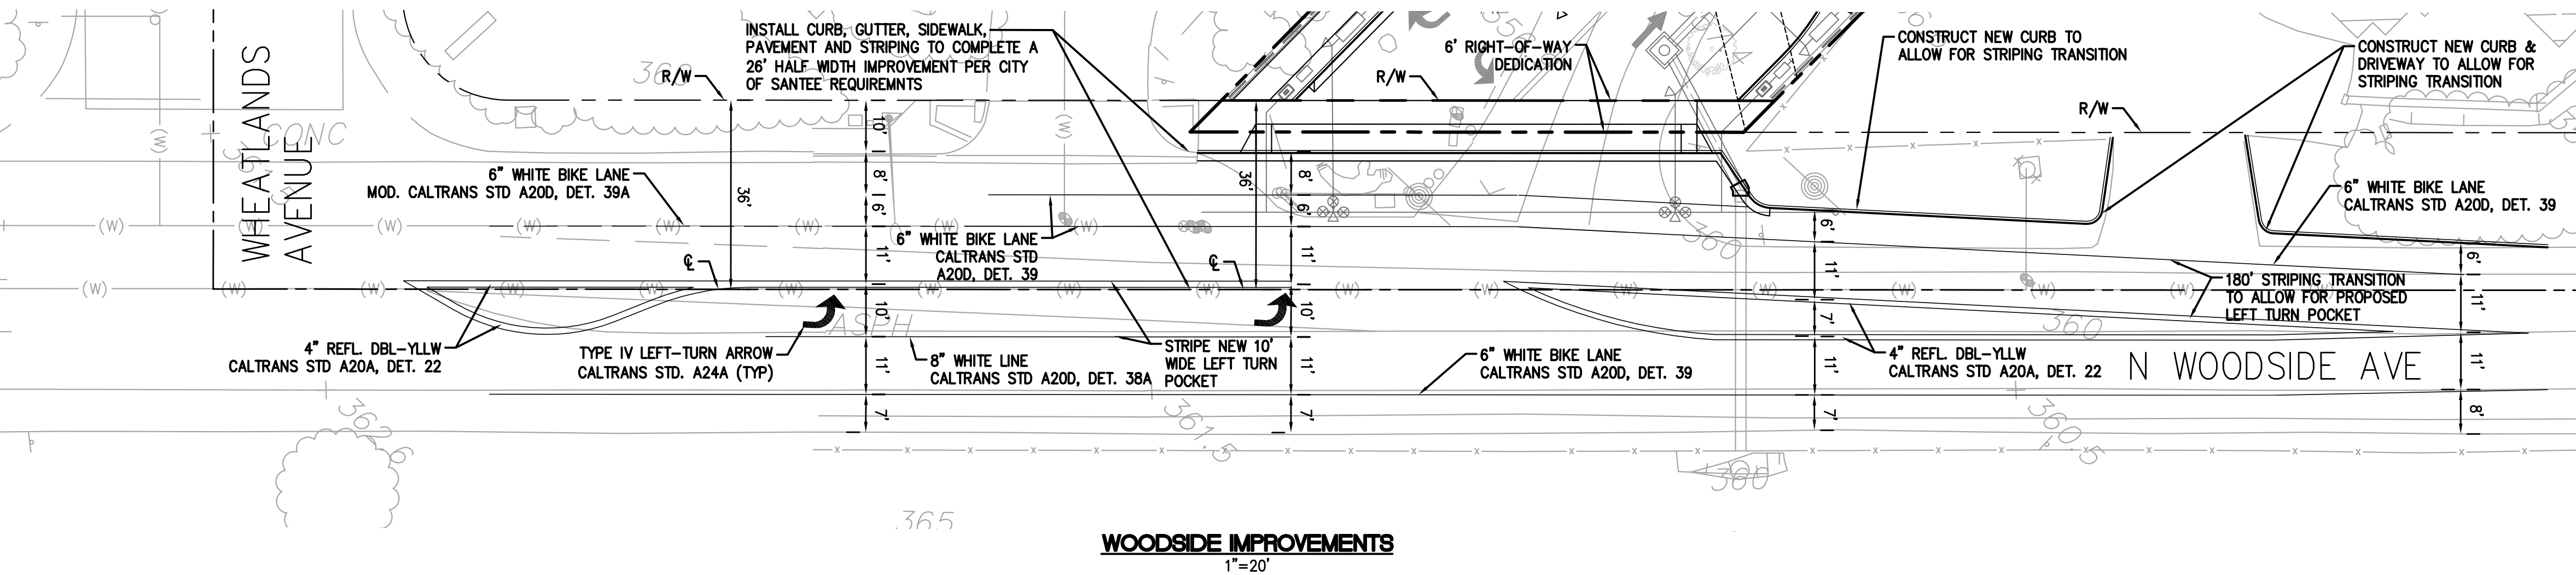 INSTALL CURB, GUTTER, SIDEWALK,
PAVEMENT AND STRIPING TO COMPLETE A
26' HALF WIDTH IMPROVEMENT PER CITY
OF SANTEE REQUIREMNTS
R/W
360
6' RIGHT-OF-WAY
DEDICATION
R/W
CONSTRUCT NEW CURB TO
ALLOW FOR STRIPING TRANSITION
CONSTRUCT NEW CURB &
DRIVEWAY TO ALLOW FOR
STRIPING TRANSITION
R/W
WHEATLANDS
AVENUE
CONC
6" WHITE BIKE LANE
MOD. CALTRANS STD A20D, DET. 39A
36'
10'
8'
6'
11'
10'
11'
7'
6" WHITE BIKE LANE
CALTRANS STD
A20D, DET. 39
36'
8'
6'
11'
10'
11'
7'
6" WHITE BIKE LANE
CALTRANS STD A20D, DET. 39
360
6'
11'
7'
11'
7'
6'
11'
11'
8'
180' STRIPING TRANSITION
TO ALLOW FOR PROPOSED
LEFT TURN POCKET
(W) (W) (W) (W) (W) (W) (W)
(W) (W) (W) (W) (W) (W) (W) (W) (W) (W) (W) (W) (W) (W) (W) (W)
4" REFL. DBL-YLLW
CALTRANS STD A20A, DET. 22
TYPE IV LEFT-TURN ARROW
CALTRANS STD. A24A (TYP)
ASPH
8" WHITE LINE
CALTRANS STD A20D, DET. 38A
STRIPE NEW 10'
WIDE LEFT TURN
POCKET
6" WHITE BIKE LANE
CALTRANS STD A20D, DET. 39
4" REFL. DBL-YLLW
CALTRANS STD A20A, DET. 22
360
N WOODSIDE AVE
361.5
360.5
360
365
WOODSIDE IMPROVEMENTS
1"=20'